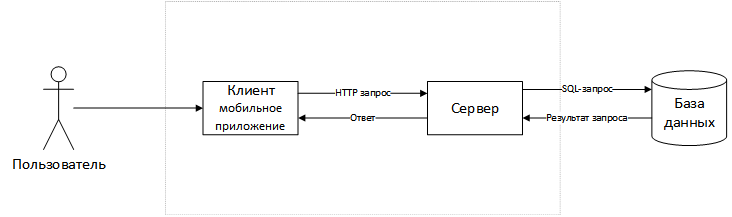 Пользователь
Клиент
мобильное
приложение
HTTP запрос
Ответ
Сервер
SQL-запрос
Результат запроса
База
данных